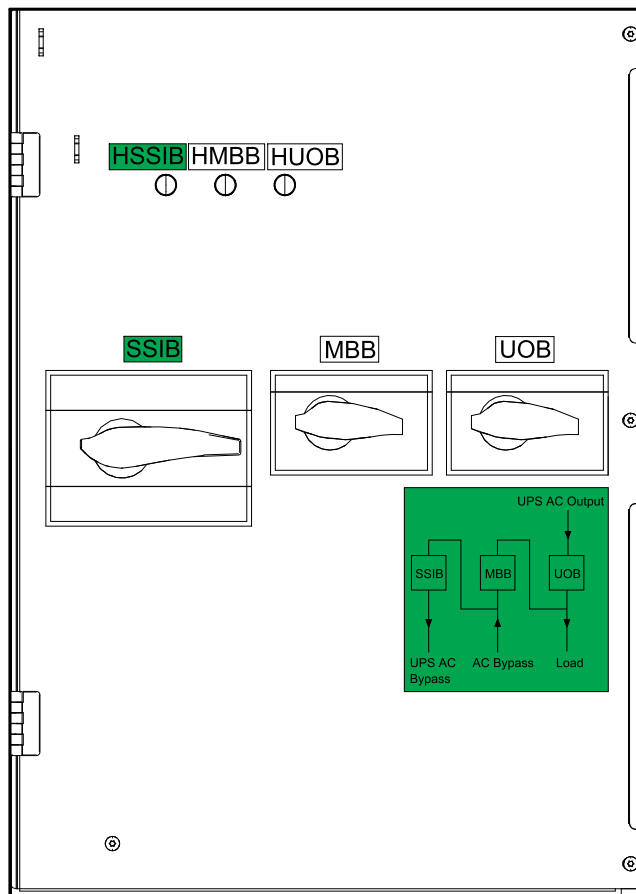 HSSIB HMBB HUOB
SSIB MBB UOB
UPS AC Output
SSIB MBB UOB
UPS AC Bypass
AC Bypass
Load